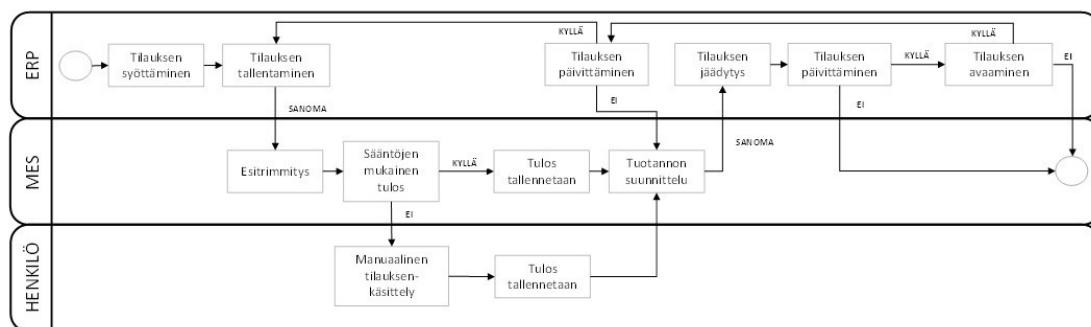 ERP
Tilauksen
syöttäminen
Tilauksen
tallentaminen
KYLLÄ
Tilauksen
päivittäminen
EI
Tilauksen
jäädytys
KYLLÄ
Tilauksen
päivittäminen
KYLLÄ
EI
Tilauksen
avaaminen
EI
SANOMA
MES
Esitrimmitys
Sääntöjen
mukainen
tulos
KYLLÄ
EI
Tulos
tallennetaan
Tuotannon
suunnittelu
SANOMA
HENKILÖ
Manuaalinen
tilauksen-
käsittely
Tulos
tallennetaan